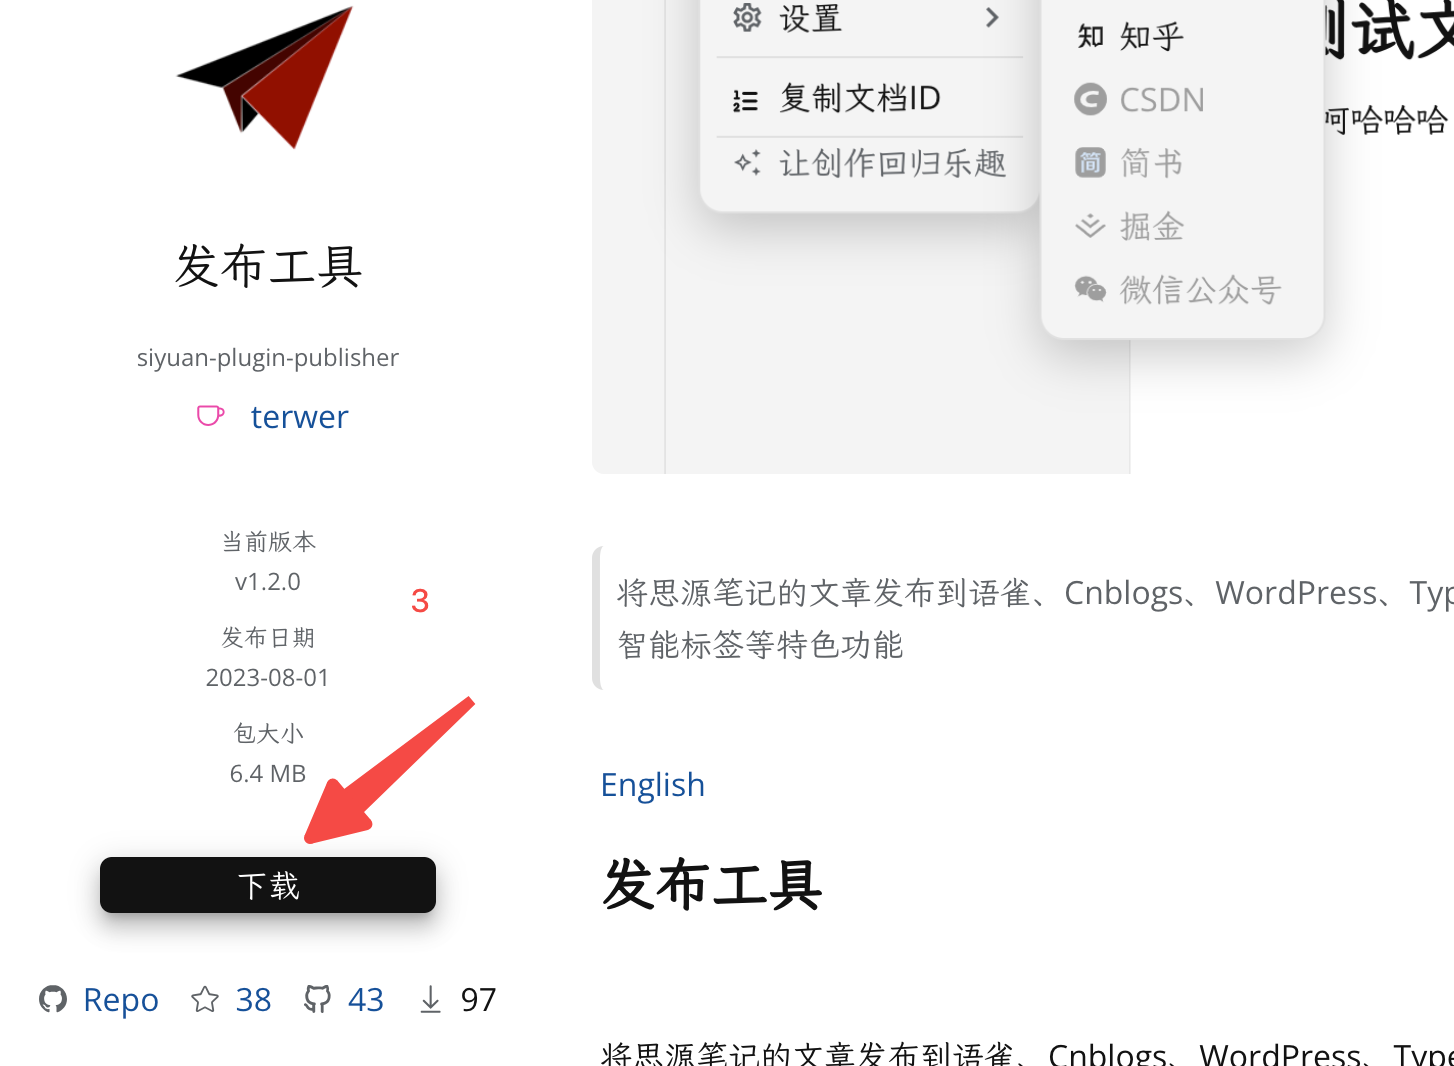 发布工具
siyuan-plugin-publisher
terwer
当前版本
v1.2.0
3
发布日期
2023-08-01
包大小
6.4 MB
下载
Repo 38 43 97
设置
复制文档ID
让创作回归乐趣
知 知乎
CSDN
简 简书
掘金
微信公众号
测试文
呵哈哈哈
将思源笔记的文章发布到语雀、Cnblogs、WordPress、Typ
智能标签等特色功能
English
发布工具
将思源笔记的文章发布到语雀、Cnblogs、WordPress、Type